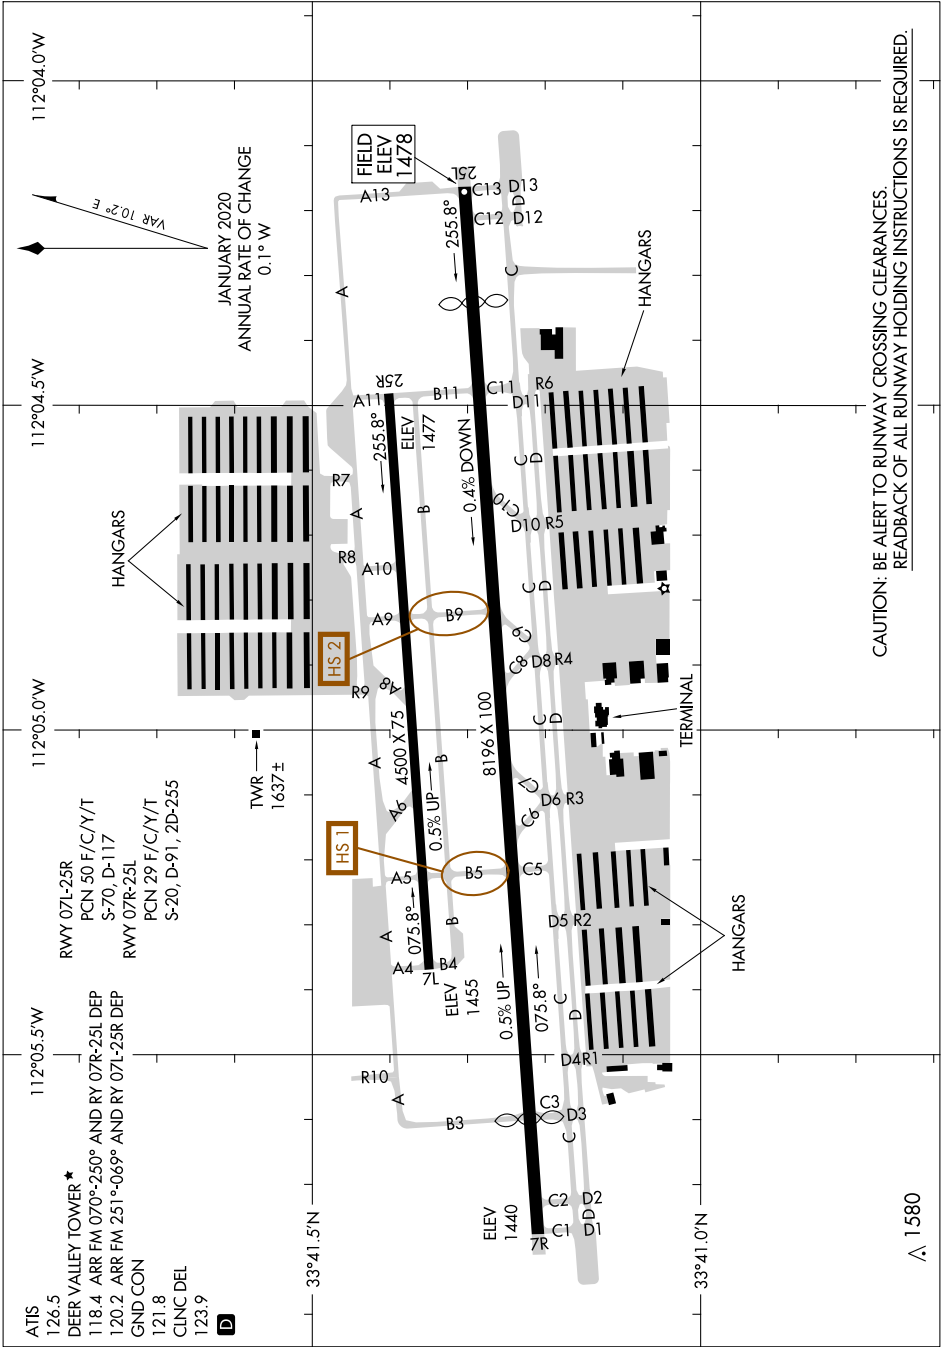 ATIS
126.5
DEER VALLEY TOWER★
118.4 ARR FM 070°-250° AND RY 07R-25L DEP
120.2 ARR FM 251°-069° AND RY 07L-25R DEP
GND CON
121.8
CLNC DEL
123.9
D
RWY 07L-25R
PCN 50 F/C/Y/T
S-70, D-117
RWY 07R-25L
PCN 29 F/C/Y/T
S-20, D-91, 2D-255
112°05.5'W
112°05.0'W
112°04.5'W
112°04.0'W
VAR 10.2° E
JANUARY 2020
ANNUAL RATE OF CHANGE
0.1° W
TWR
1637±
HANGARS
33°41.5'N
33°41.0'N
HS 1
HS 2
FIELD
ELEV
1478
R10
A
A
A
A
A
A4
A5
A6
A8
A9
A10
A11
A13
R9
R8
R7
7L
ELEV
1455
075.8°
0.5% UP
4500 X 75
255.8°
25R
ELEV
1477
B
B
B
B3
B4
B5
B9
B11
7R
ELEV
1440
0.5% UP
075.8°
8196 X 100
0.4% DOWN
255.8°
25L
C1
C2
C3
C5
C6
C7
C8
C9
C10
C11
C12
C13
C
C
C
C
C
C
D
D
D
D
D
D
D1
D2
D3
D4
R1
D5 R2
D6 R3
D8 R4
D10 R5
D11
R6
D12
D13
HANGARS
TERMINAL
HANGARS
1580
CAUTION: BE ALERT TO RUNWAY CROSSING CLEARANCES.
READBACK OF ALL RUNWAY HOLDING INSTRUCTIONS IS REQUIRED.